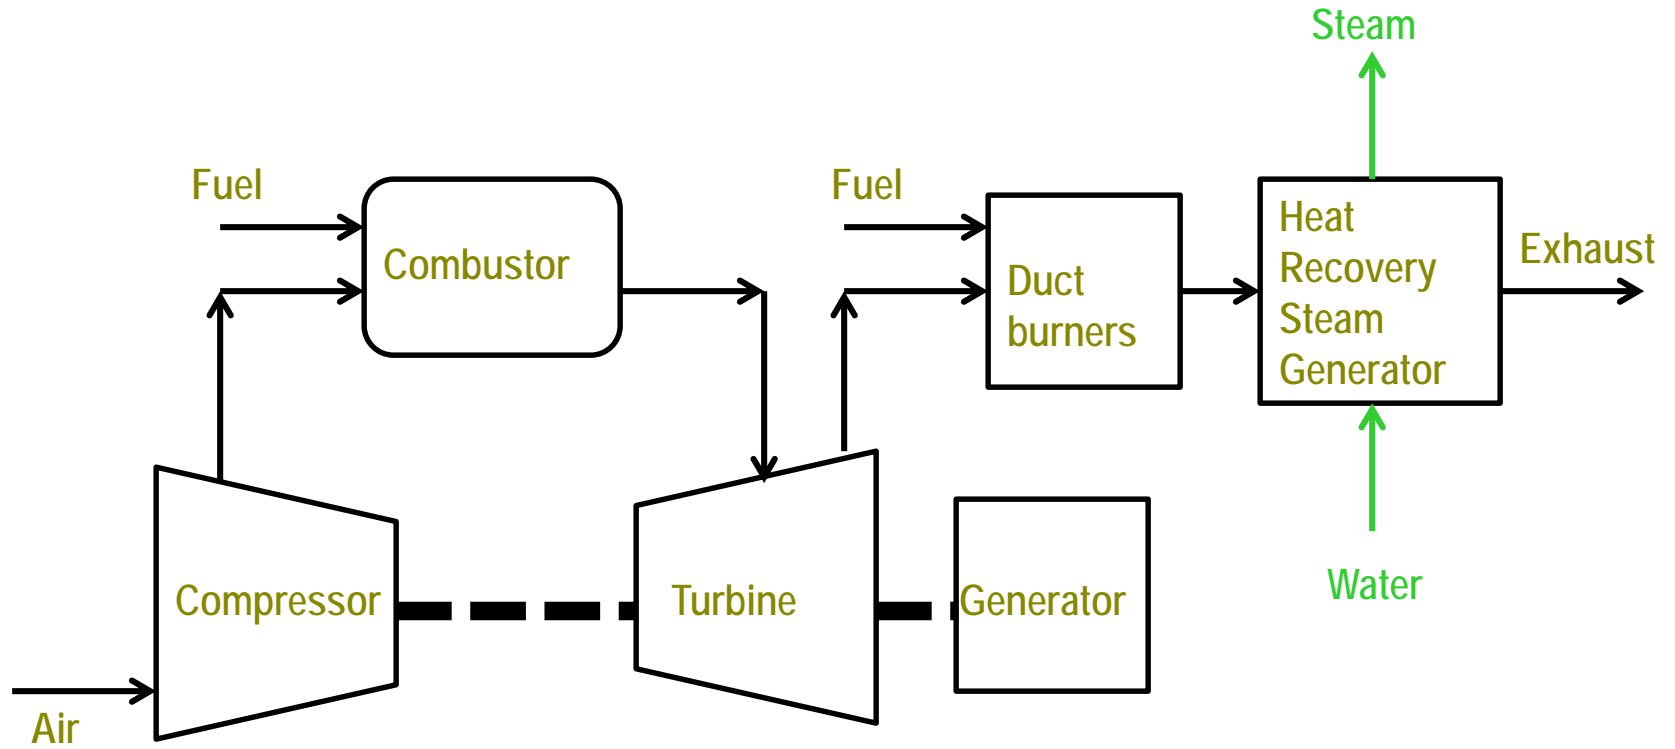 Steam
Fuel
Fuel
Combustor
Duct
burners
Heat
Recovery
Steam
Generator
Exhaust
Compressor
Turbine
Generator
Water
Air